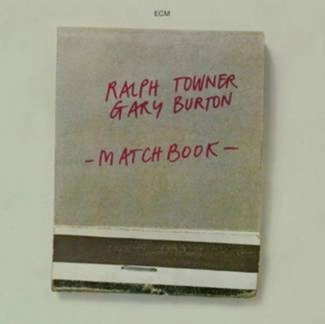 ECM
RALPH TOWNER
GARY BURTON
-MATCHBOOK-